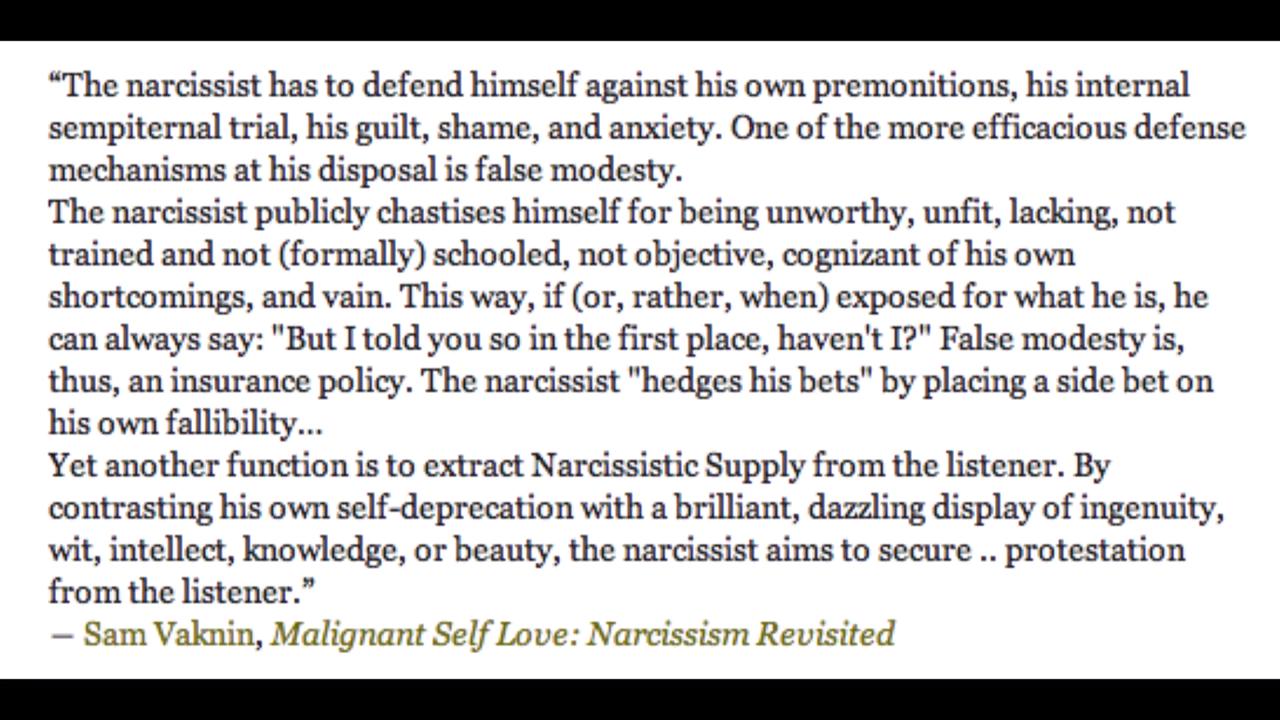 “The narcissist has to defend himself against his own premonitions, his internal
sempiternal trial, his guilt, shame, and anxiety. One of the more efficacious defense
mechanisms at his disposal is false modesty.
The narcissist publicly chastises himself for being unworthy, unfit, lacking, not
trained and not (formally) schooled, not objective, cognizant of his own
shortcomings, and vain. This way, if (or, rather, when) exposed for what he is, he
can always say: "But I told you so in the first place, haven't I?" False modesty is,
thus, an insurance policy. The narcissist "hedges his bets" by placing a side bet on
his own fallibility...
Yet another function is to extract Narcissistic Supply from the listener. By
contrasting his own self-deprecation with a brilliant, dazzling display of ingenuity,
wit, intellect, knowledge, or beauty, the narcissist aims to secure .. protestation
from the listener.”
— Sam Vaknin, Malignant Self Love: Narcissism Revisited